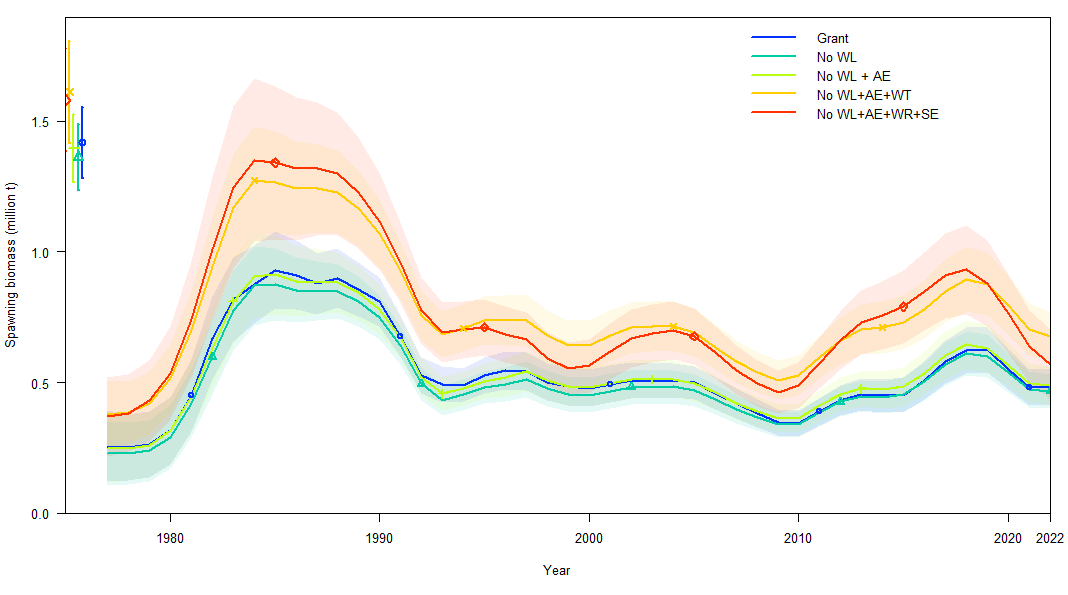 Grant
No WL
No WL + AE
No WL+AE+WT
No WL+AE+WR+SE
Spawning biomass (million t)
1.5
1.0
0.5
0.0
1980 1990 2000 2010 2020 2022
Year